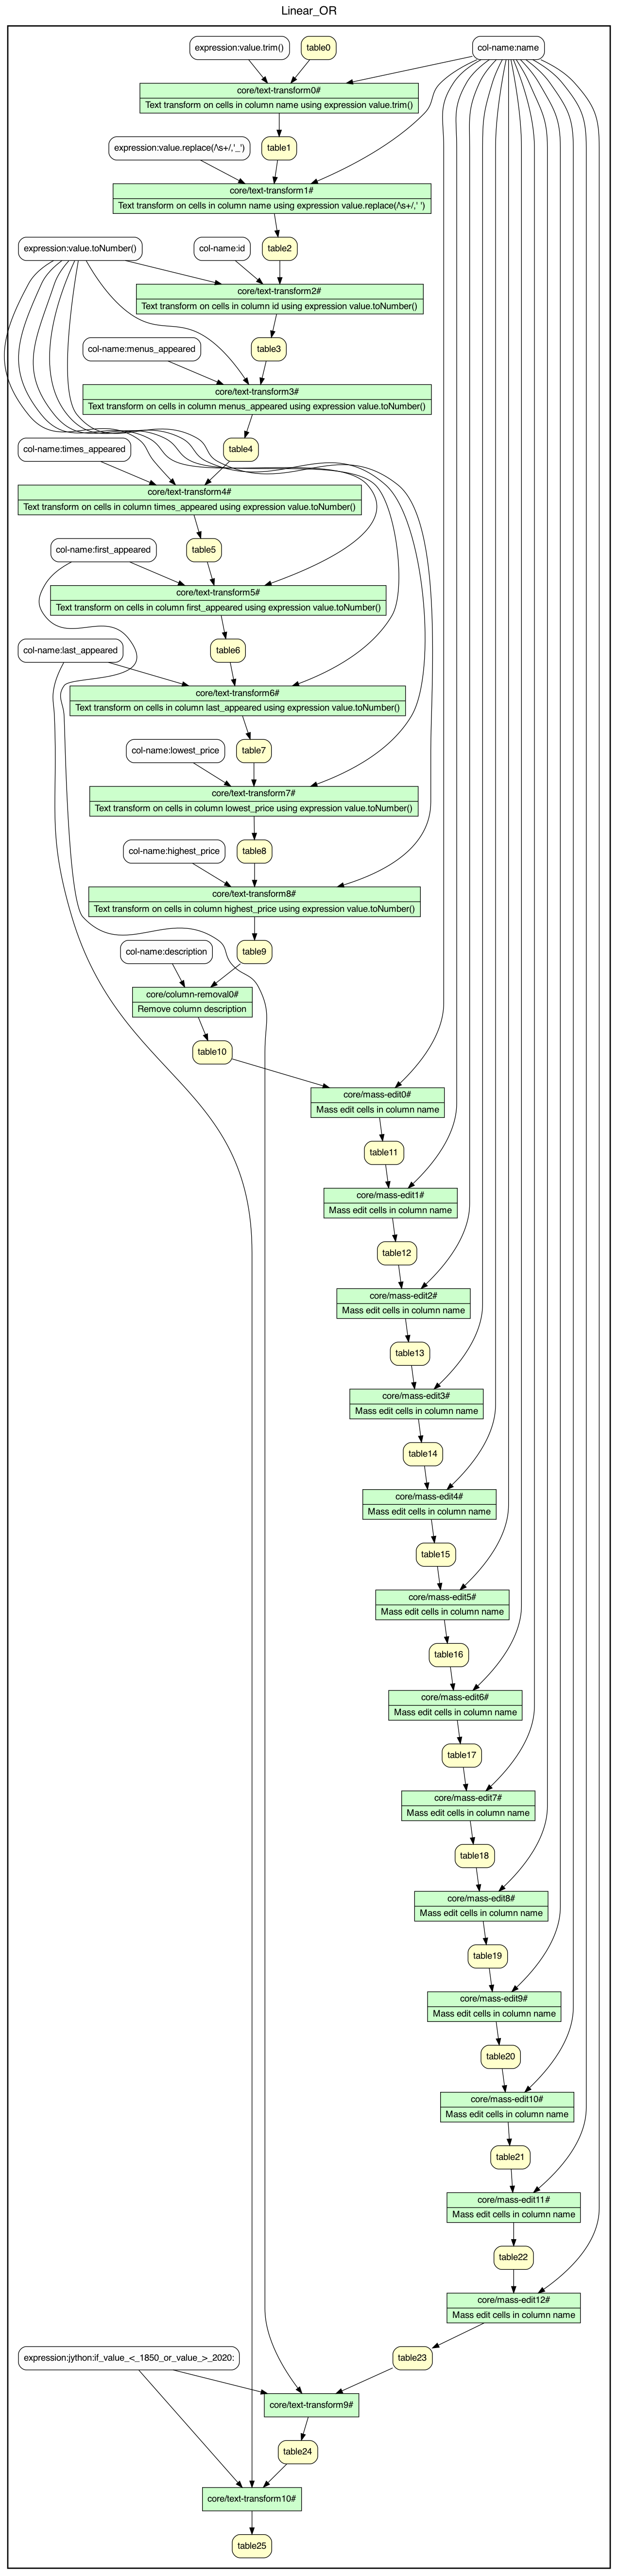 Linear_OR
expression:value.trim()
table0
col-name:name
core/text-transform0#
Text transform on cells in column name using expression value.trim()
expression:value.replace(/\s+/,'_')
table1
core/text-transform1#
Text transform on cells in column name using expression value.replace(/\s+/,' ')
expression:value.toNumber()
col-name:id
table2
core/text-transform2#
Text transform on cells in column id using expression value.toNumber()
col-name:menus_appeared
table3
core/text-transform3#
Text transform on cells in column menus_appeared using expression value.toNumber()
col-name:times_appeared
table4
core/text-transform4#
Text transform on cells in column times_appeared using expression value.toNumber()
col-name:first_appeared
table5
core/text-transform5#
Text transform on cells in column first_appeared using expression value.toNumber()
col-name:last_appeared
table6
core/text-transform6#
Text transform on cells in column last_appeared using expression value.toNumber()
col-name:lowest_price
table7
core/text-transform7#
Text transform on cells in column lowest_price using expression value.toNumber()
col-name:highest_price
table8
core/text-transform8#
Text transform on cells in column highest_price using expression value.toNumber()
col-name:description
table9
core/column-removal0#
Remove column description
table10
core/mass-edit0#
Mass edit cells in column name
table11
core/mass-edit1#
Mass edit cells in column name
table12
core/mass-edit2#
Mass edit cells in column name
table13
core/mass-edit3#
Mass edit cells in column name
table14
core/mass-edit4#
Mass edit cells in column name
table15
core/mass-edit5#
Mass edit cells in column name
table16
core/mass-edit6#
Mass edit cells in column name
table17
core/mass-edit7#
Mass edit cells in column name
table18
core/mass-edit8#
Mass edit cells in column name
table19
core/mass-edit9#
Mass edit cells in column name
table20
core/mass-edit10#
Mass edit cells in column name
table21
core/mass-edit11#
Mass edit cells in column name
table22
core/mass-edit12#
Mass edit cells in column name
expression:jython:if_value_<_1850_or_value_>_2020:
table23
core/text-transform9#
table24
core/text-transform10#
table25